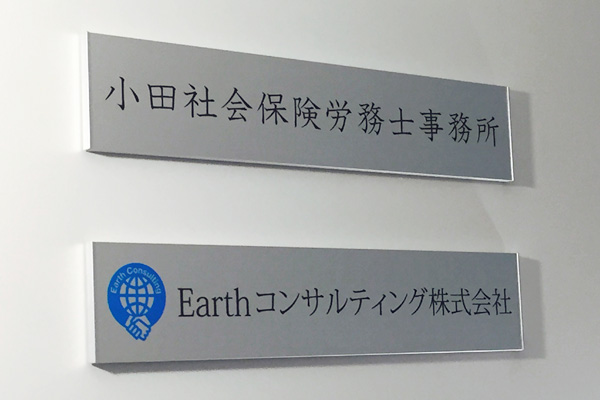 小田社会保険労務士事務所
Earth Consulting
Earthコンサルティング株式会社